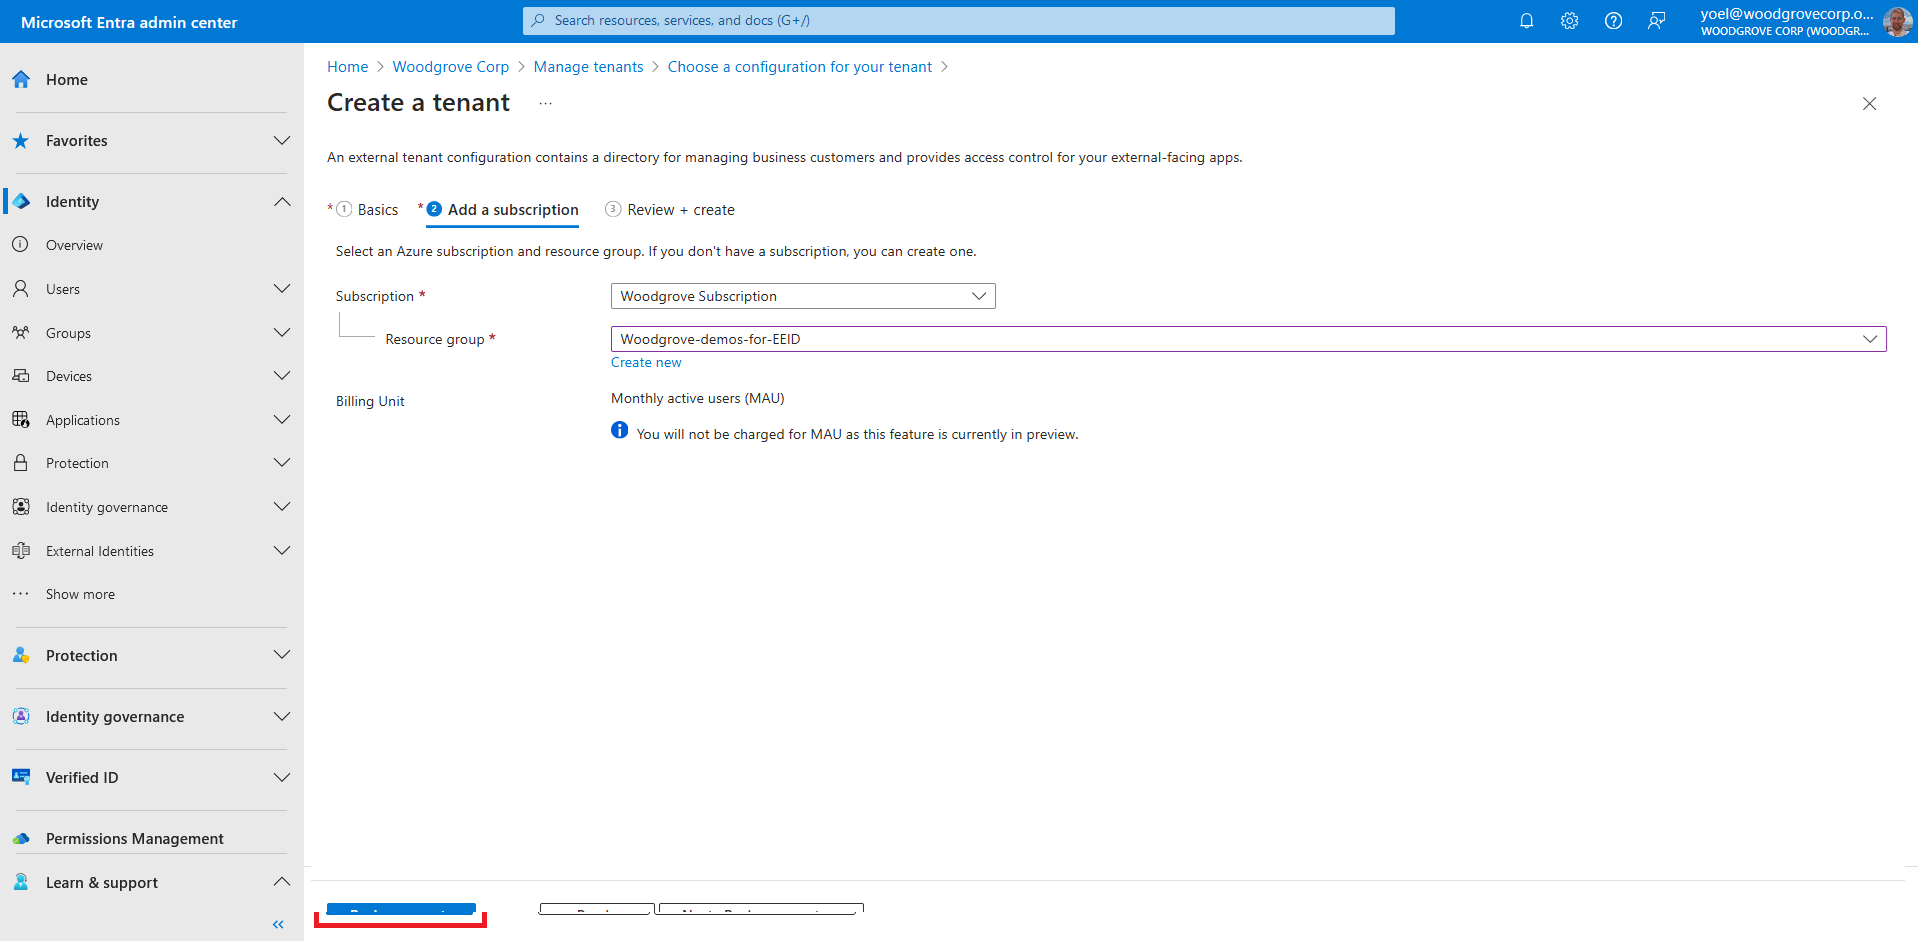 Microsoft Entra admin center
Search resources, services, and docs (G+/)
yoel@woodgrovecorp.o...
WOODGROVE CORP (WOODGR...
Home
Favorites
Identity
Overview
Users
Groups
Devices
Applications
Protection
Identity governance
External Identities
Show more
Protection
Identity governance
Verified ID
Permissions Management
Learn & support
Home > Woodgrove Corp > Manage tenants > Choose a configuration for your tenant >
Create a tenant ...
An external tenant configuration contains a directory for managing business customers and provides access control for your external-facing apps.
* 1 Basics * 2 Add a subscription 3 Review + create
Select an Azure subscription and resource group. If you don't have a subscription, you can create one.
Subscription * Woodgrove Subscription
Resource group * Woodgrove-demos-for-EEID
Create new
Billing Unit Monthly active users (MAU)
You will not be charged for MAU as this feature is currently in preview.